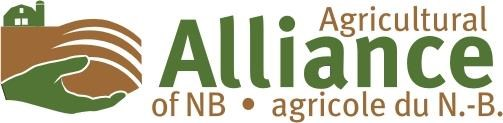 Agricultural
Alliance
of NB • agricole du N.-B.